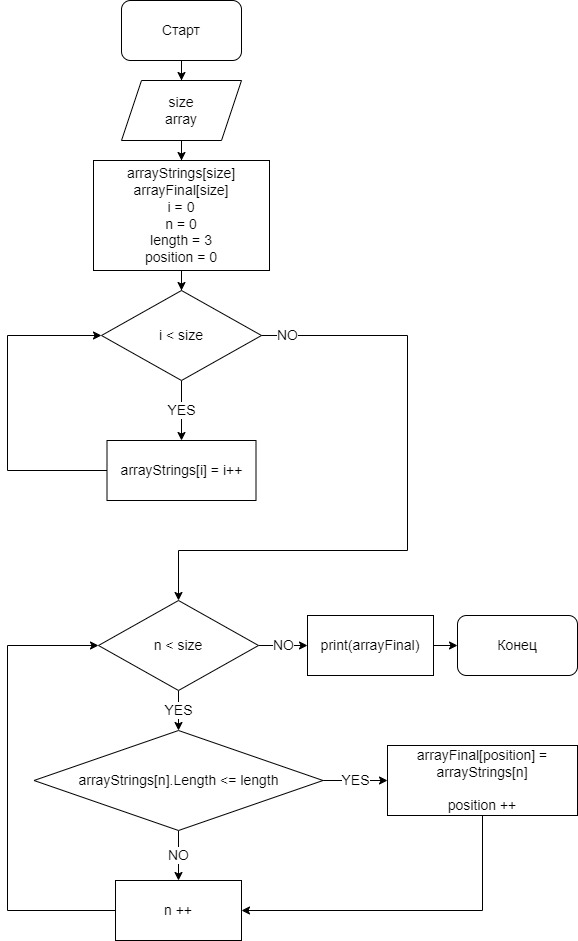 Старт
size
array
arrayStrings[size]
arrayFinal[size]
i = 0
n = 0
length = 3
position = 0
i < size
NO
YES
arrayStrings[i] = i++
n < size
NO
print(arrayFinal)
Конец
YES
arrayStrings[n].Length <= length
YES
arrayFinal[position] =
arrayStrings[n]
position ++
NO
n ++